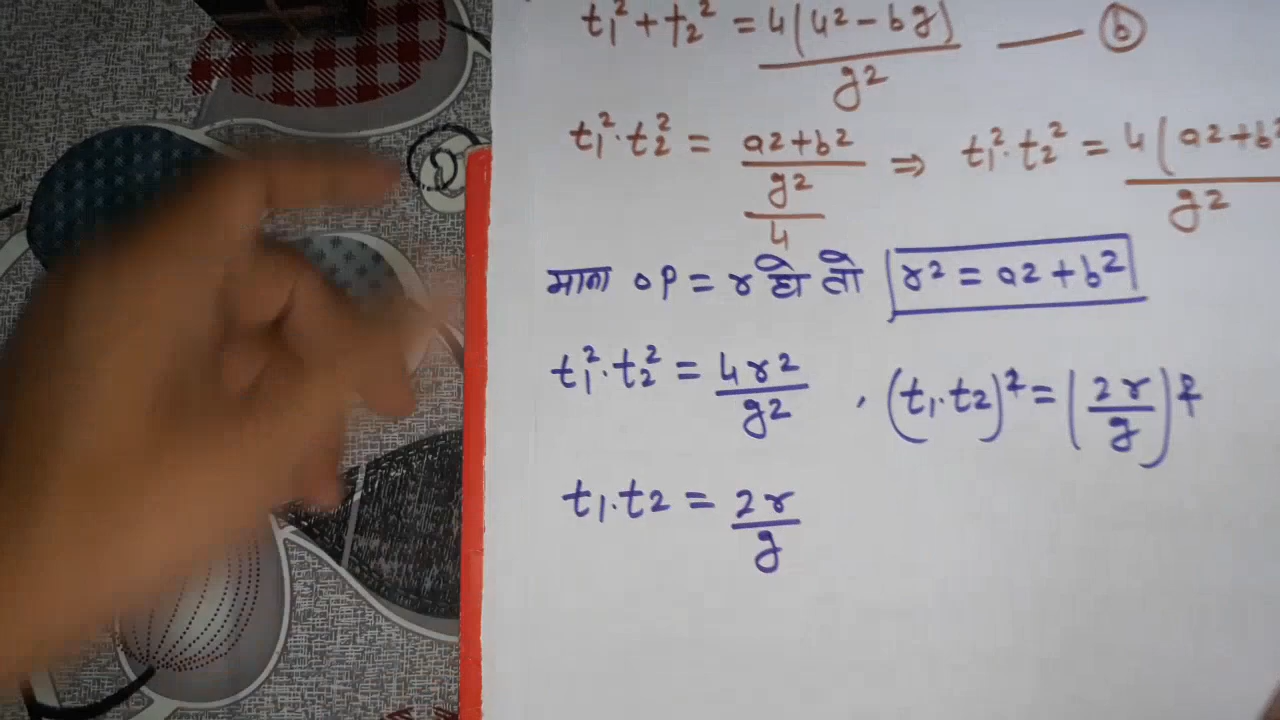 t₁² + t₂² = 4(u² - bg) / g² — (b)
t₁² · t₂² = (a² + b²) / (g² / 4) ⇒ t₁² · t₂² = 4(a² + b² / g²
माना OP = r हो तो r² = a² + b²
t₁² · t₂² = 4r² / g² , (t₁ · t₂)² = (2r / g)²
t₁ · t₂ = 2r / g